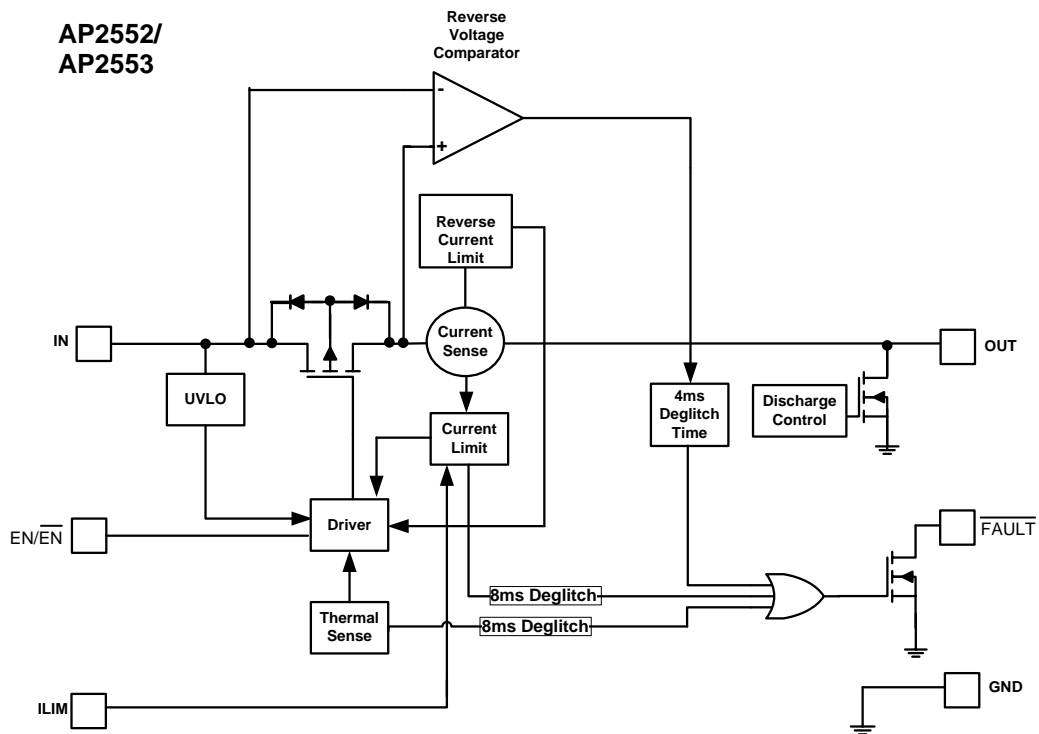 AP2552/
AP2553
Reverse
Voltage
Comparator
-
+
Reverse
Current
Limit
IN
Current
Sense
OUT
UVLO
4ms
Deglitch
Time
Discharge
Control
Current
Limit
EN/EN
Driver
FAULT
8ms Deglitch
Thermal
Sense
8ms Deglitch
ILIM
GND